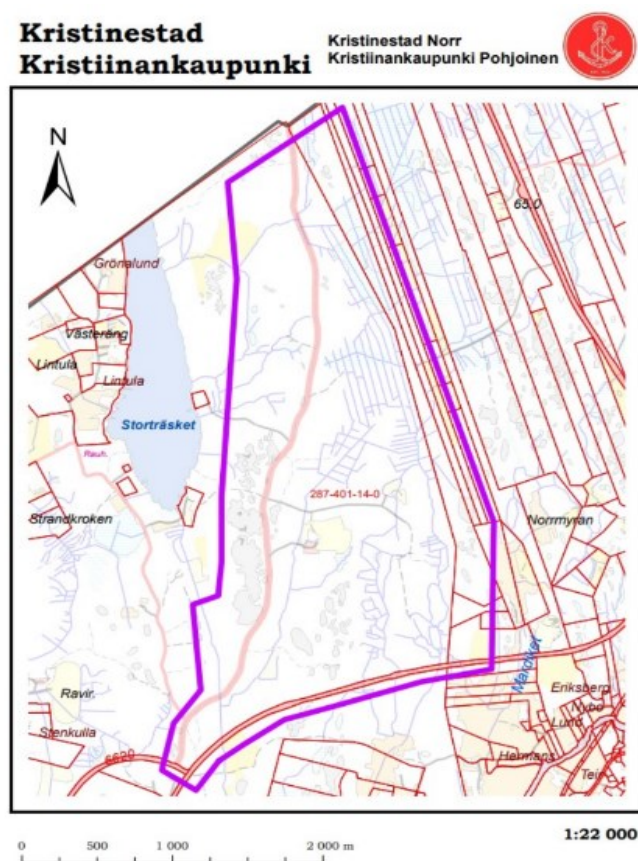 Kristinestad
Kristiinankaupunki
Kristinestad Norr
Kristiinankaupunki Pohjoinen
N
65.0
Grönalund
Västeräng
Lintula
Lintula
Storträsket
Rauh.
287-401-14-0
Strandkroken
Norrmyran
Mardiket
Eriksberg
Ravir.
Nybo
Lund
Stenkulla
6620
Hermans
Tei
0 500 1 000 2 000 m
1:22 000